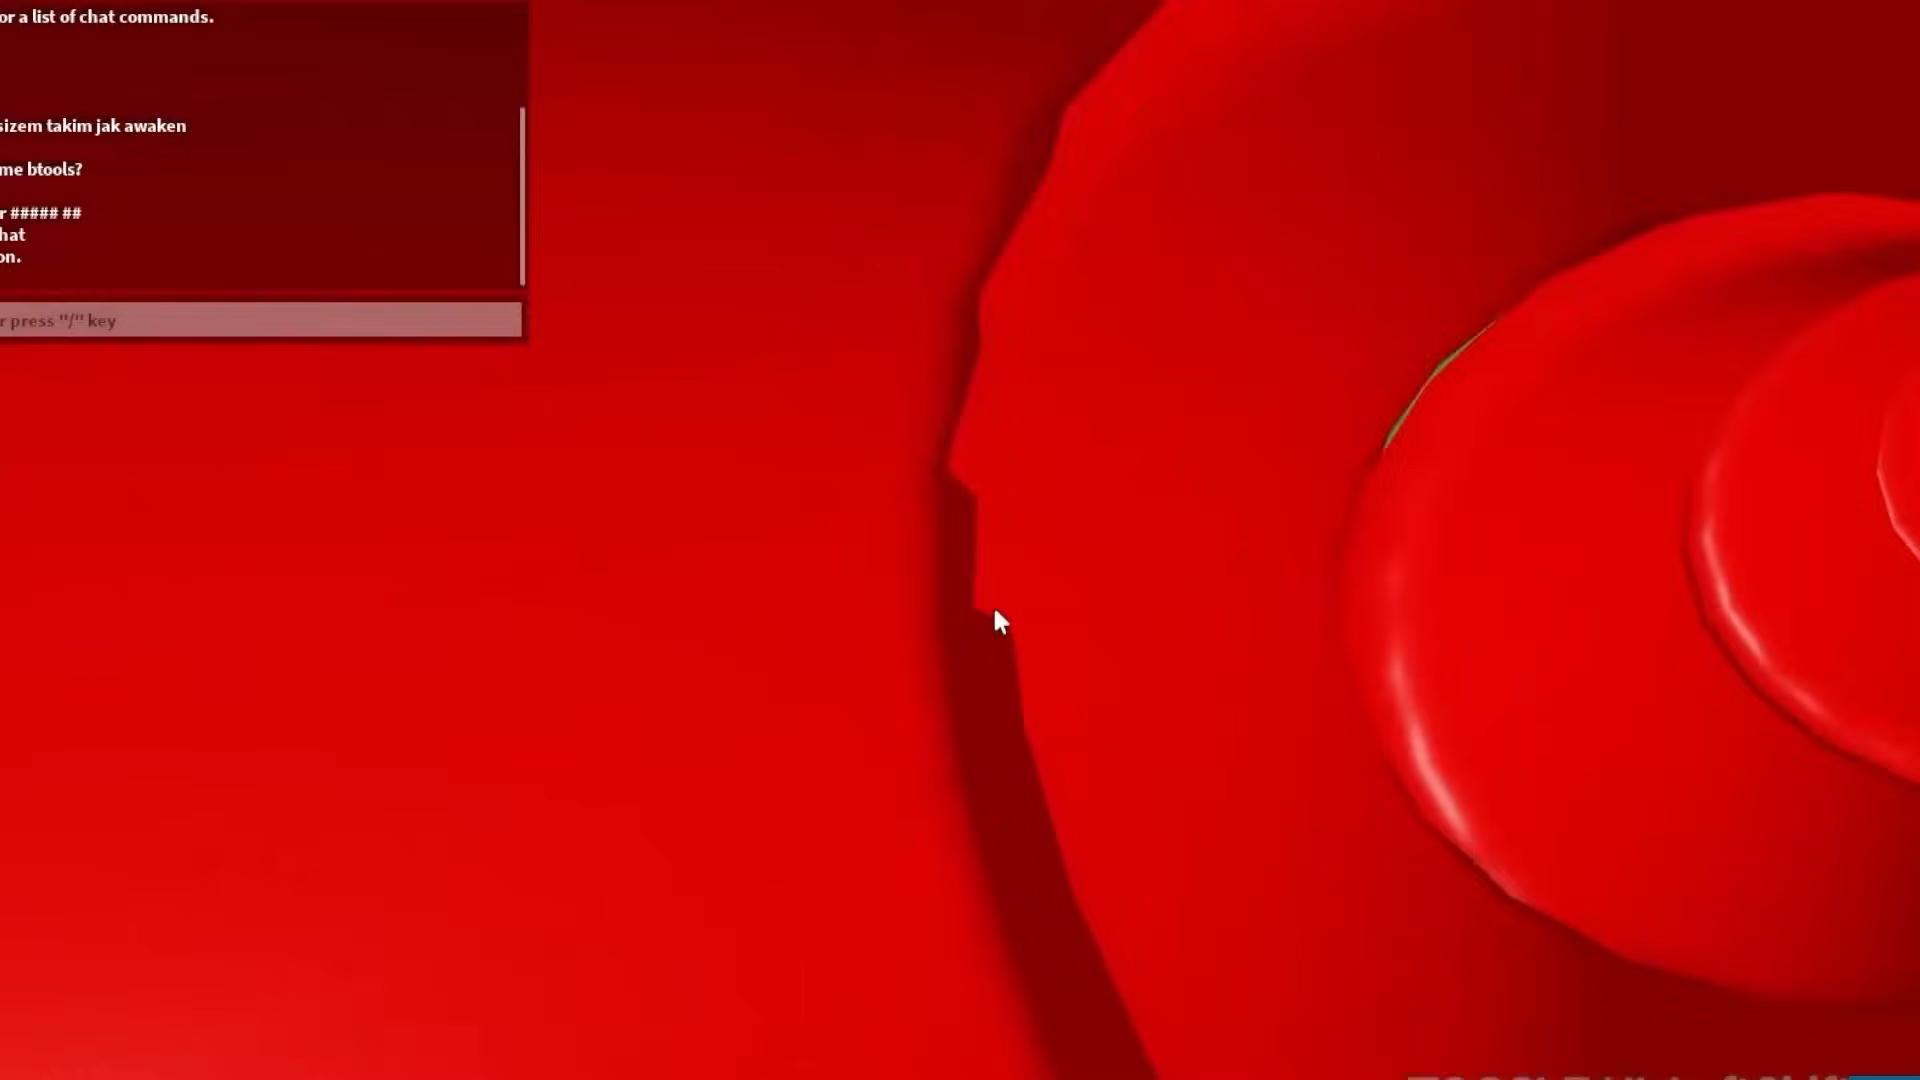 or a list of chat commands.
sizem takim jak awaken
me btools?
r ##### ##
hat
on.
r press "/" key